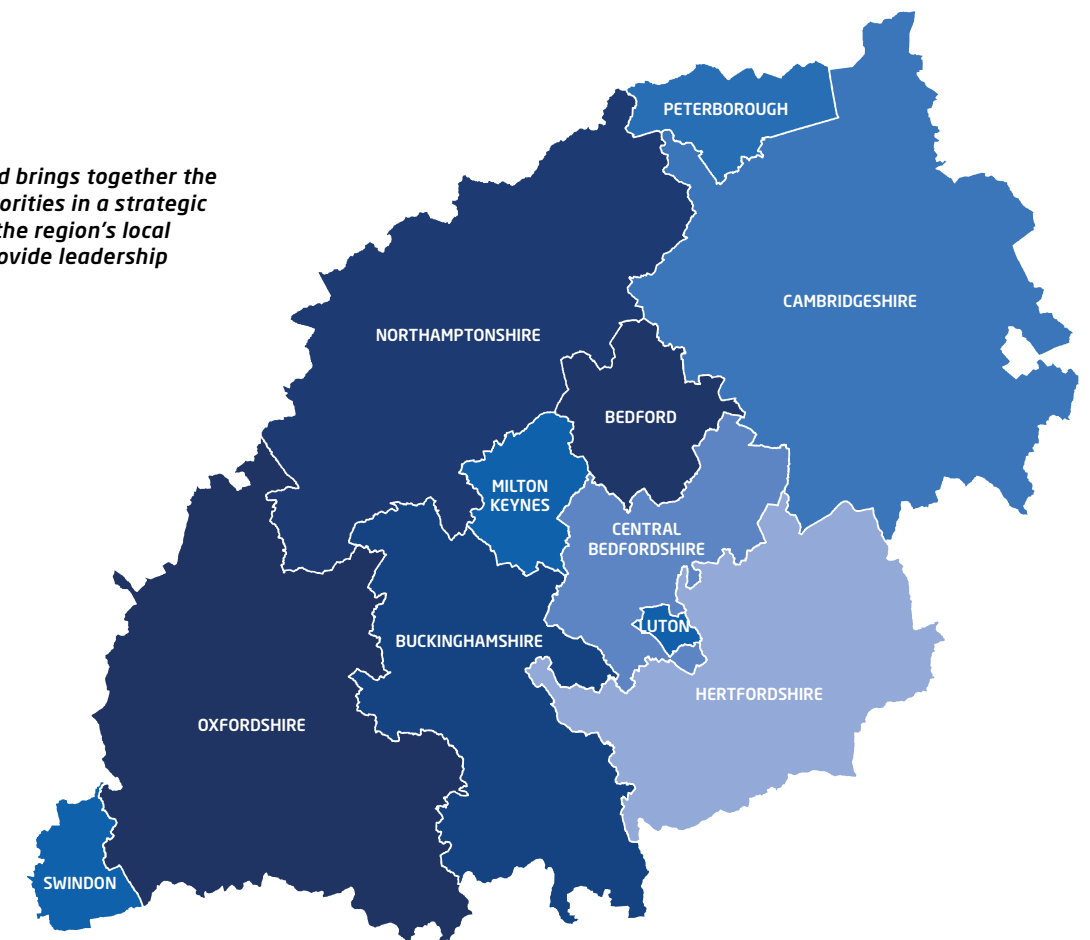 d brings together the
orities in a strategic
the region's local
ovide leadership
PETERBOROUGH
CAMBRIDGESHIRE
NORTHAMPTONSHIRE
BEDFORD
MILTON
KEYNES
CENTRAL
BEDFORDSHIRE
LUTON
BUCKINGHAMSHIRE
HERTFORDSHIRE
OXFORDSHIRE
SWINDON